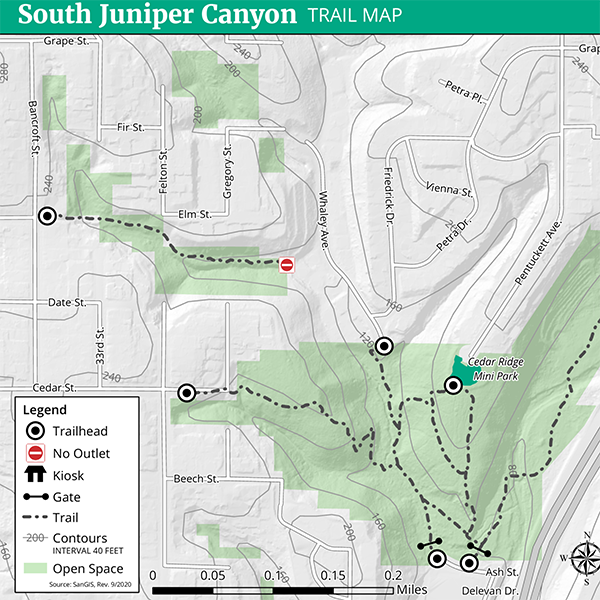 South Juniper Canyon TRAIL MAP
Grape St.
240
200
280
Petra Pl.
Bancroft St.
200
Fir St.
Felton St.
Gregory St.
Friedrick Dr.
Vienna St.
240
Whaley Ave.
Elm St.
Petra Dr.
Pentuckett Ave.
Date St.
160
33rd St.
120
Cedar Ridge
Mini Park
240
Cedar St.
Legend
Trailhead
No Outlet
Kiosk
Gate
Trail
200 Contours
INTERVAL 40 FEET
Open Space
Source: SanGIS, Rev. 9/2020
Beech St.
80
200
160
160
N
W E
S
0 0.05 0.1 0.15 0.2
Miles
Ash St.
Delevan Dr.